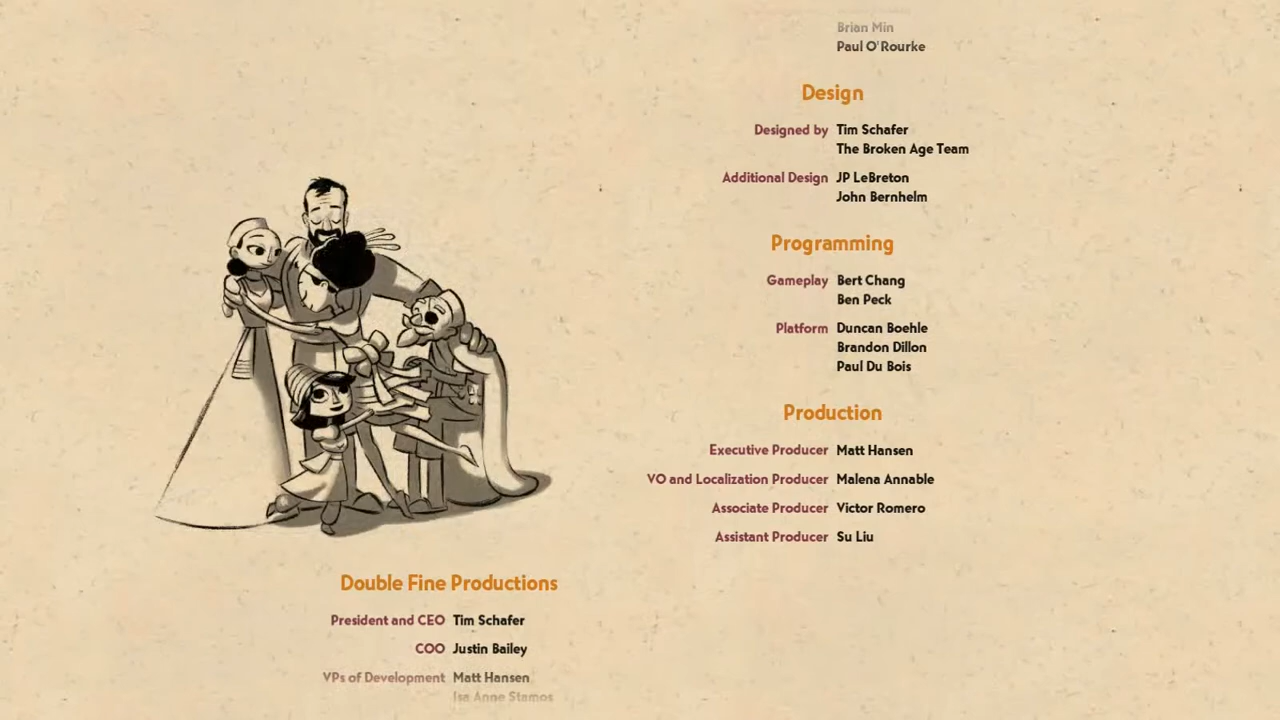 Brian Min
Paul O'Rourke
Design
Designed by Tim Schafer
The Broken Age Team
Additional Design JP LeBreton
John Bernhelm
Programming
Gameplay Bert Chang
Ben Peck
Platform Duncan Boehle
Brandon Dillon
Paul Du Bois
Production
Executive Producer Matt Hansen
VO and Localization Producer Malena Annable
Associate Producer Victor Romero
Assistant Producer Su Liu
Double Fine Productions
President and CEO Tim Schafer
COO Justin Bailey
VPs of Development Matt Hansen
Isa Anne Stamos